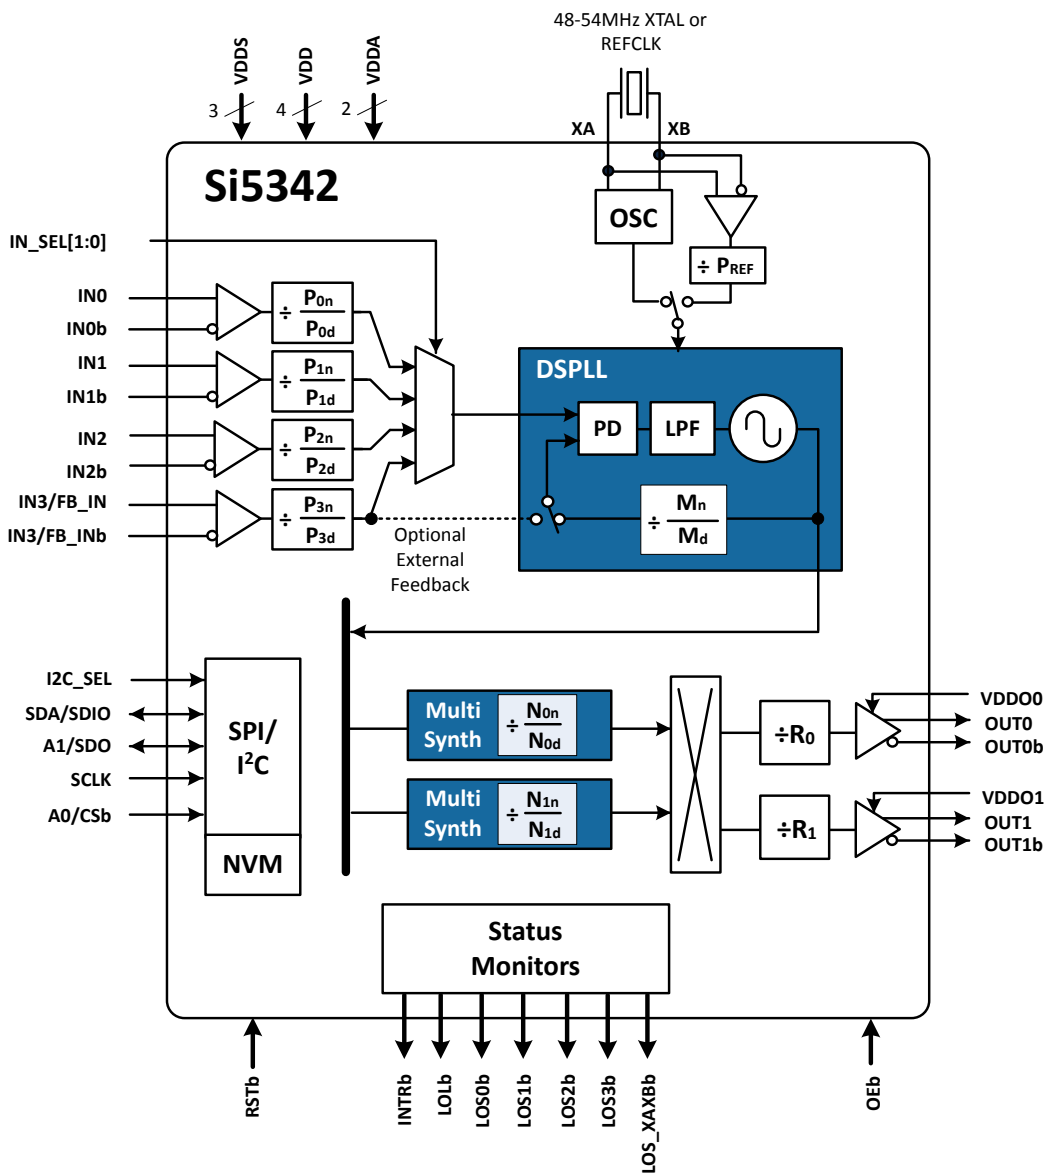 48-54MHz XTAL or
REFCLK
VDDS
VDD
VDDA
3
4
2
XA
XB
Si5342
OSC
÷ PREF
IN_SEL[1:0]
IN0
IN0b
÷ P0n
P0d
IN1
IN1b
÷ P1n
P1d
IN2
IN2b
÷ P2n
P2d
IN3/FB_IN
IN3/FB_INb
÷ P3n
P3d
DSPLL
PD
LPF
÷ Mn
Md
Optional
External
Feedback
I2C_SEL
SDA/SDIO
A1/SDO
SCLK
A0/CSb
SPI/
I²C
NVM
Multi
Synth
÷ N0n
N0d
Multi
Synth
÷ N1n
N1d
÷R0
÷R1
VDDO0
OUT0
OUT0b
VDDO1
OUT1
OUT1b
Status
Monitors
RSTb
INTRb
LOLb
LOS0b
LOS1b
LOS2b
LOS3b
LOS_XAXBb
OEb